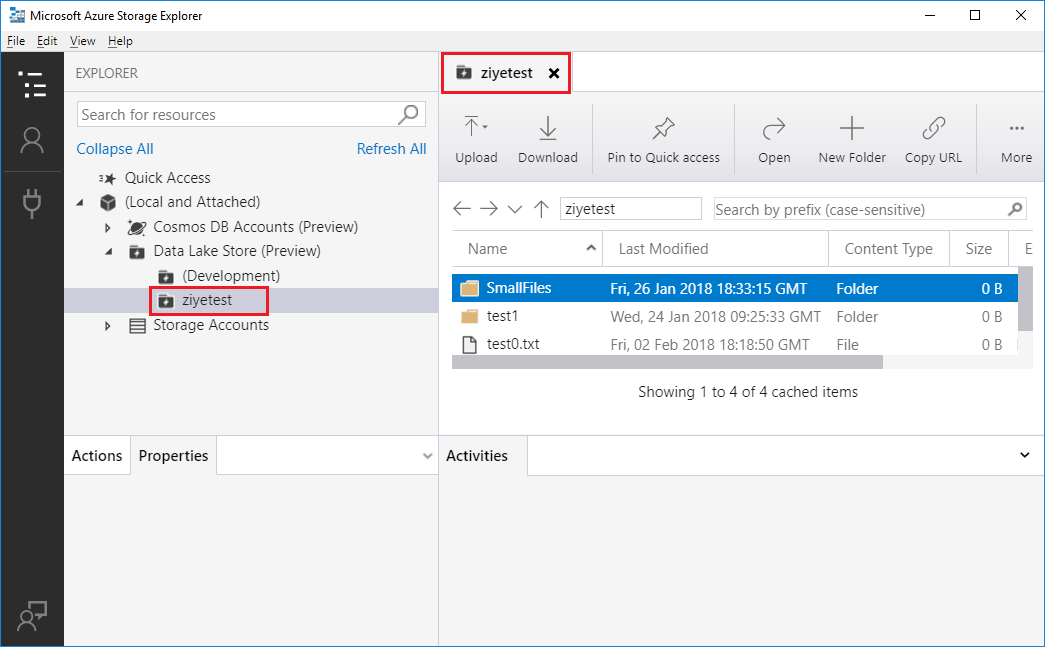 Microsoft Azure Storage Explorer
File Edit View Help
EXPLORER
Search for resources
Collapse All Refresh All
Quick Access
(Local and Attached)
Cosmos DB Accounts (Preview)
Data Lake Store (Preview)
(Development)
ziyetest
Storage Accounts
Actions Properties
ziyetest
Upload Download Pin to Quick access Open New Folder Copy URL More
ziyetest Search by prefix (case-sensitive)
Name Last Modified Content Type Size E
SmallFiles Fri, 26 Jan 2018 18:33:15 GMT Folder 0 B
test1 Wed, 24 Jan 2018 09:25:33 GMT Folder 0 B
test0.txt Fri, 02 Feb 2018 18:18:50 GMT File 0 B
Showing 1 to 4 of 4 cached items
Activities